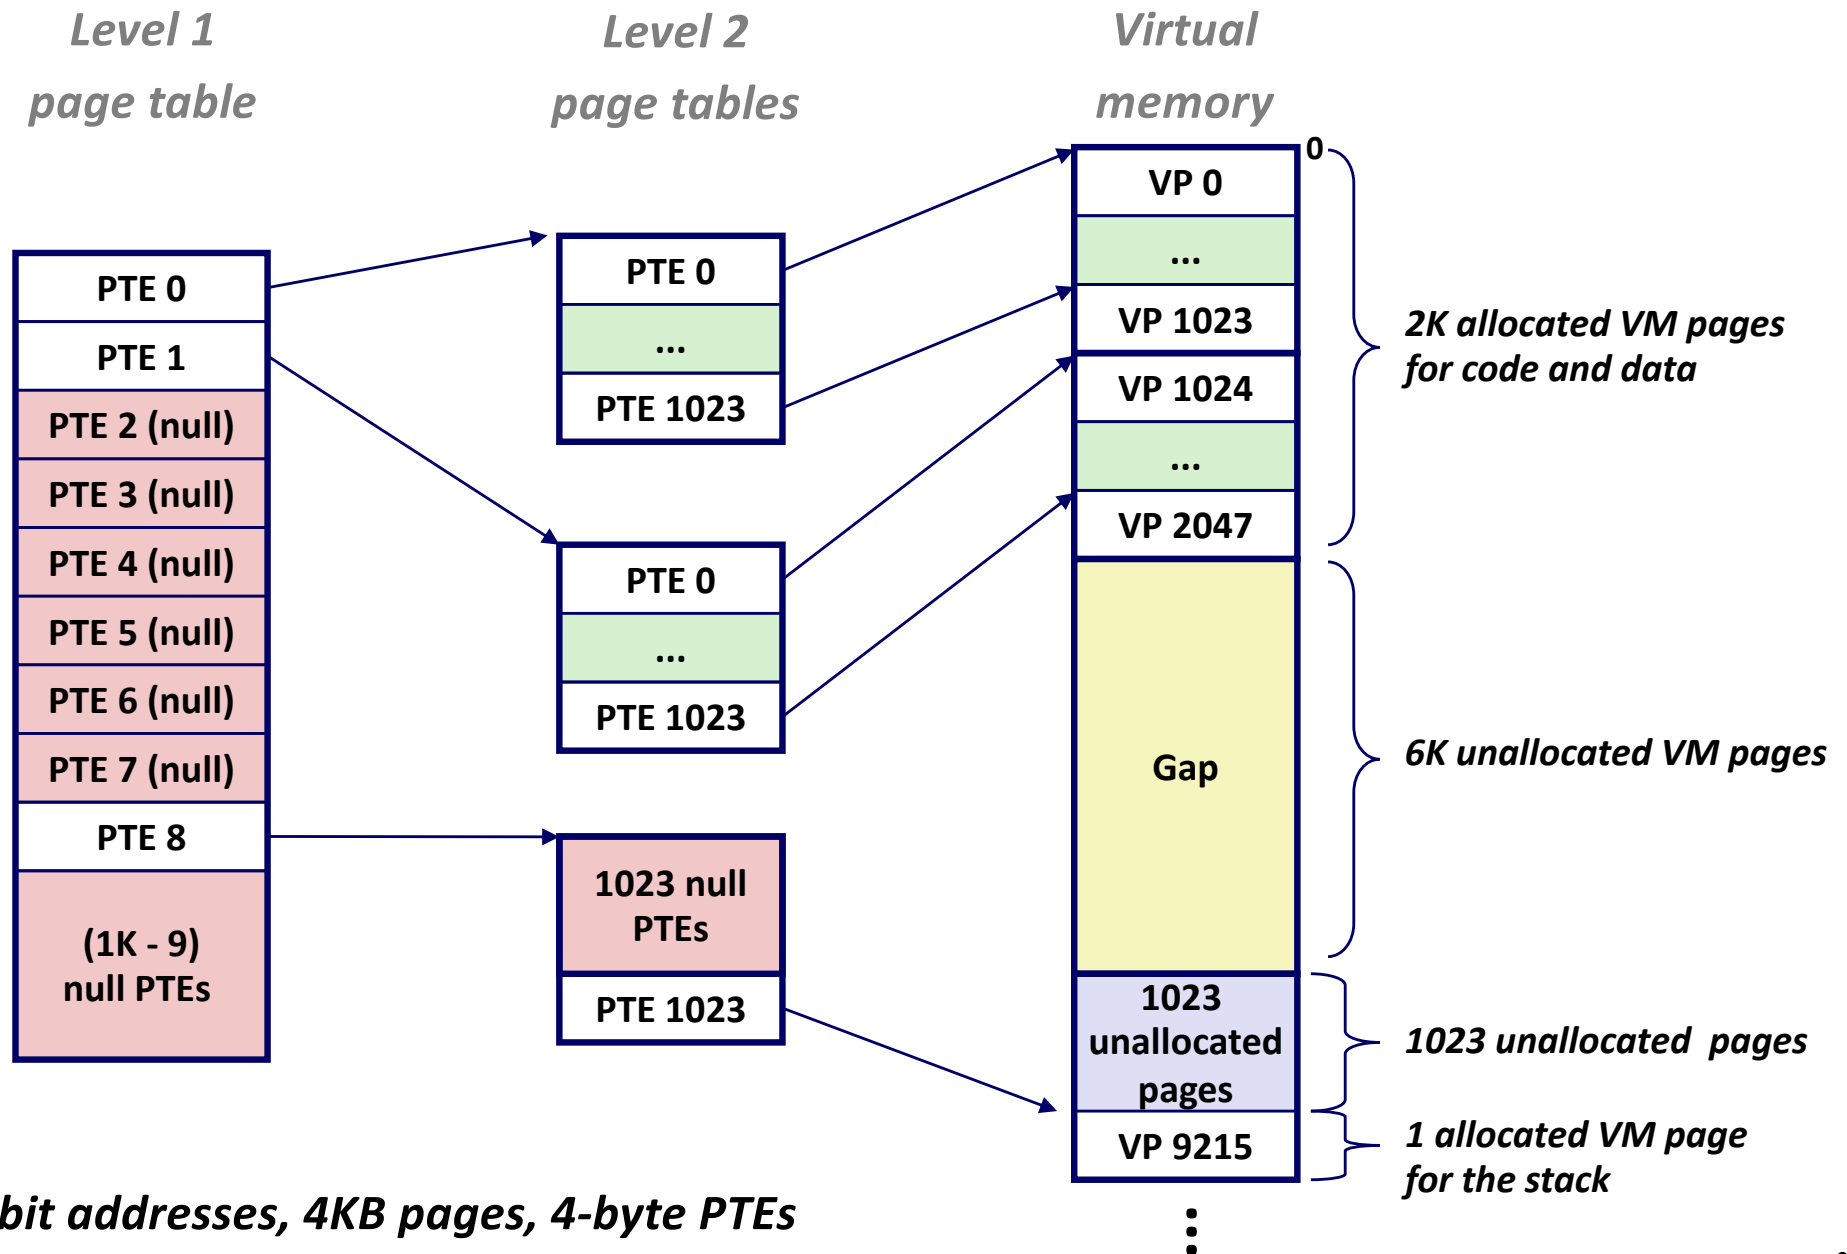 Level 1
page table
Level 2
page tables
Virtual
memory
PTE 0
PTE 1
PTE 2 (null)
PTE 3 (null)
PTE 4 (null)
PTE 5 (null)
PTE 6 (null)
PTE 7 (null)
PTE 8
(1K - 9)
null PTEs
PTE 0
...
PTE 1023
PTE 0
...
PTE 1023
1023 null
PTEs
PTE 1023
0
VP 0
...
VP 1023
VP 1024
...
VP 2047
Gap
1023
unallocated
pages
VP 9215
2K allocated VM pages
for code and data
6K unallocated VM pages
1023 unallocated pages
1 allocated VM page
for the stack
bit addresses, 4KB pages, 4-byte PTEs